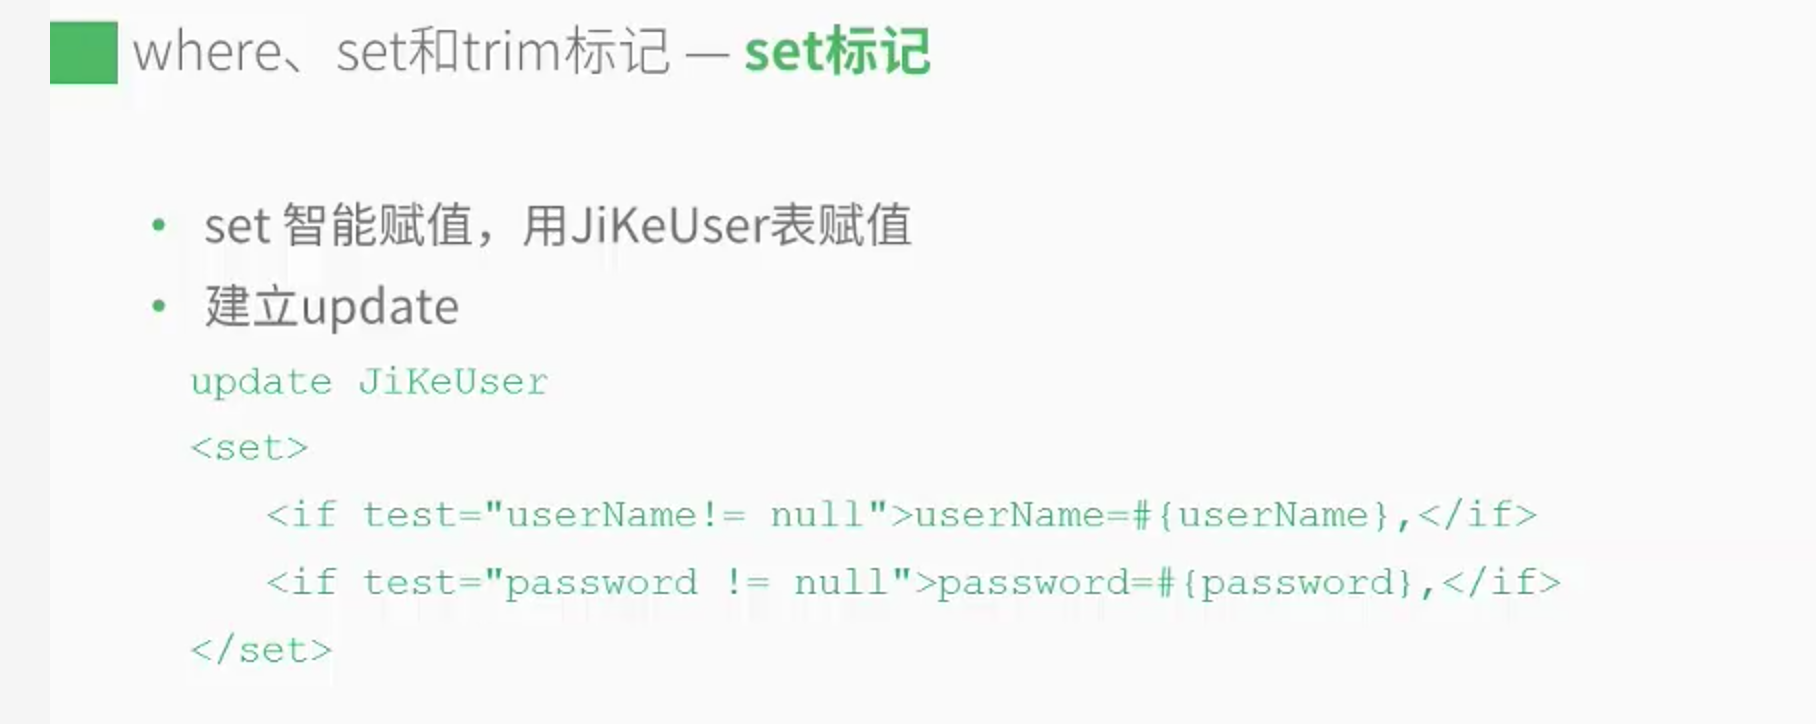 where、set和trim标记 — set标记
• set 智能赋值，用JiKeUser表赋值
• 建立update
update JiKeUser
<set>
<if test="userName!= null">userName=#{userName},</if>
<if test="password != null">password=#{password},</if>
</set>